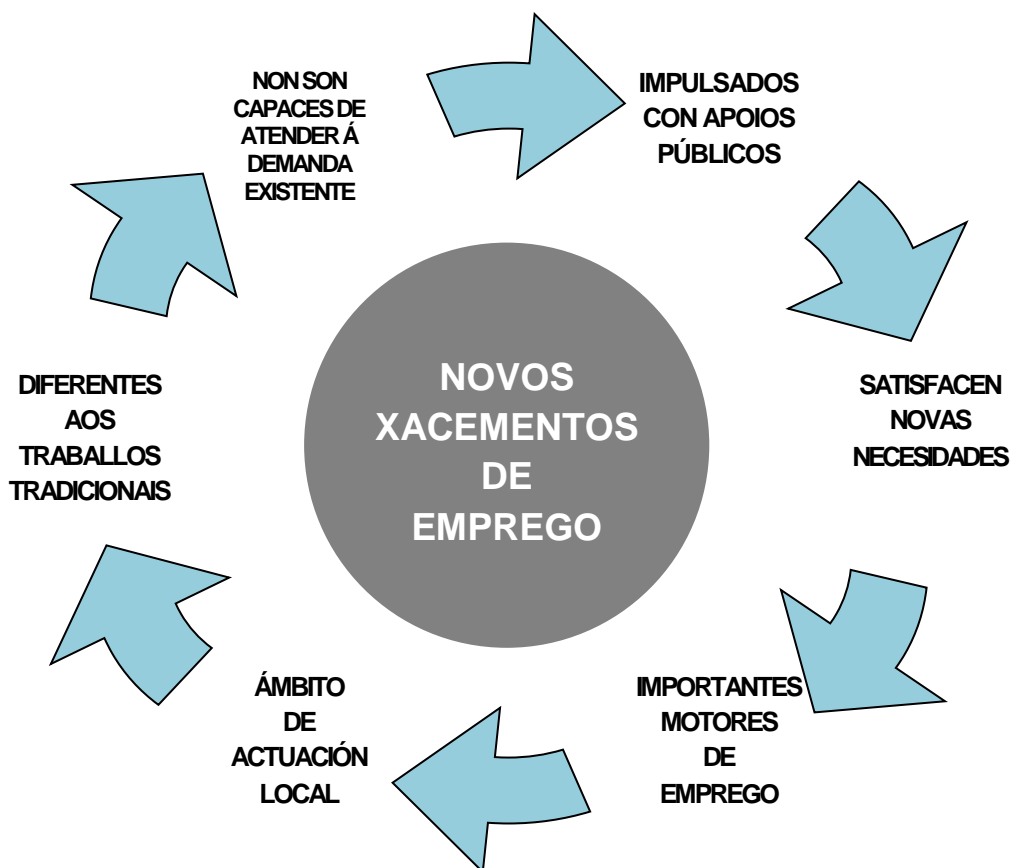 NON SON
CAPACES DE
ATENDER Á
DEMANDA
EXISTENTE
IMPULSADOS
CON APOIOS
PÚBLICOS
SATISFACEN
NOVAS
NECESIDADES
IMPORTANTES
MOTORES
DE
EMPREGO
ÁMBITO
DE
ACTUACIÓN
LOCAL
DIFERENTES
AOS
TRABALLOS
TRADICIONAIS
NOVOS
XACEMENTOS
DE
EMPREGO